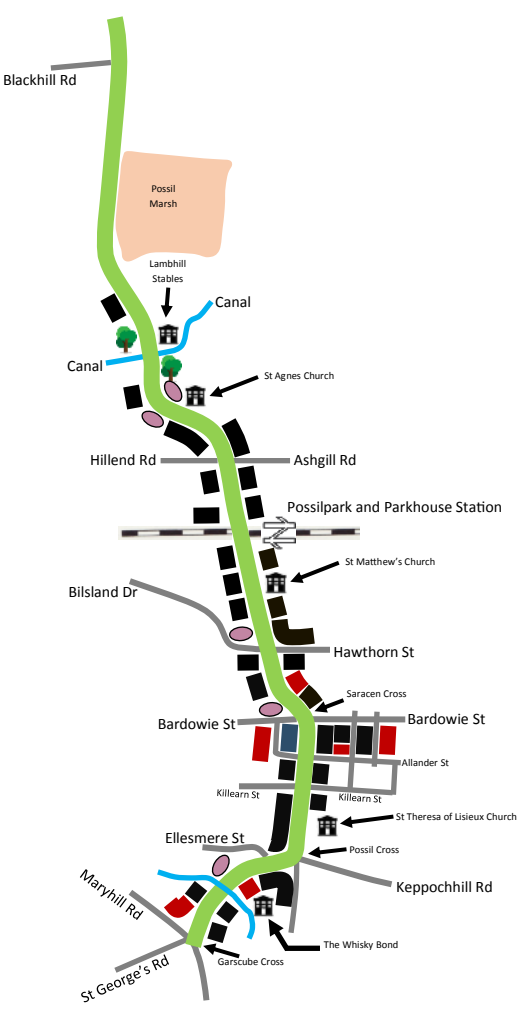 Blackhill Rd
Possil
Marsh
Lambhill
Stables
Canal
Canal
St Agnes Church
Hillend Rd
Ashgill Rd
Possilpark and Parkhouse Station
St Matthew's Church
Bilsland Dr
Hawthorn St
Saracen Cross
Bardowie St
Bardowie St
Allander St
Killearn St
Killearn St
St Theresa of Lisieux Church
Ellesmere St
Possil Cross
Maryhill Rd
Keppochhill Rd
The Whisky Bond
Garscube Cross
St George's Rd